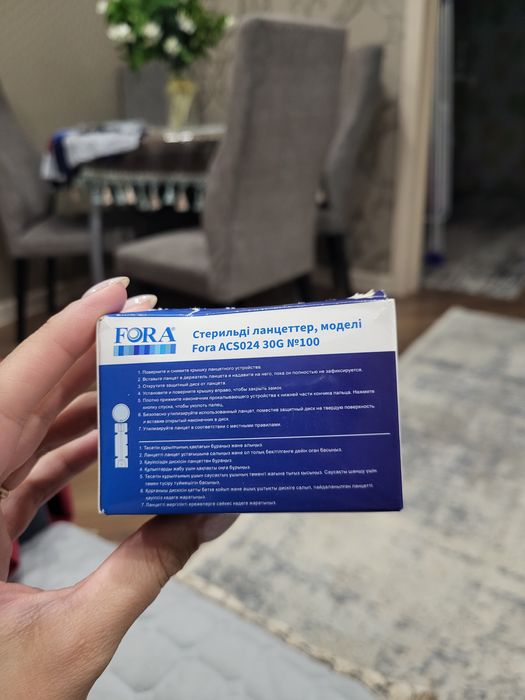 FORA
Стерильді ланцеттер, моделі
Fora ACS024 30G №100
1. Поверните и снимите крышку ланцетного устройства.
2. Вставьте ланцет в держатель ланцета и надавите на него, пока он полностью не зафиксируется.
3. Открутите защитный диск от ланцета.
4. Установите и поверните крышку вправо, чтобы закрыть замок.
5. Плотно прижмите наконечник прокалывающего устройства к нижней части кончика пальца. Нажмите
кнопку спуска, чтобы уколоть палец.
6. Безопасно утилизируйте использованный ланцет, поместив защитный диск на твердую поверхность
и вставив открытый наконечник в диск.
7. Утилизируйте ланцет в соответствии с местными правилами.
1. Тесетін құрылғының қақпағын бұраңыз және алыңыз.
2. Ланцетті ланцет ұстағышына салыңыз және ол толық бекітілгенге дейін оған басыңыз.
3. Қауіпсіздік дискісін ланцеттен бұраңыз.
4. Құлыптарды жабу үшін қақпақты оңға бұраңыз.
5. Тесетін құрылғының ұшын саусақтың ұшының төменгі жағына тығыз қысыңыз. Саусақты шаншу үшін
төмен түсіру түймешігін басыңыз.
6. Қорғаныш дискіні қатты бетке қойып және ашық ұштықты дискіге салып, пайдаланылған ланцетті
қауіпсіз кәдеге жаратыңыз.
7. Ланцетті жергілікті ережелерге сәйкес кәдеге жаратыңыз.